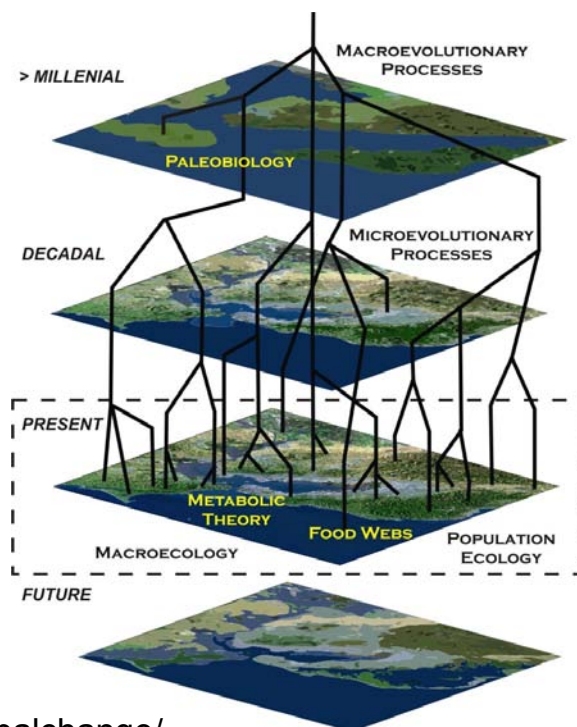 MACROEVOLUTIONARY
PROCESSES
> MILLENIAL
PALEOBIOLOGY
MICROEVOLUTIONARY
PROCESSES
DECADAL
PRESENT
METABOLIC
THEORY
FOOD WEBS
POPULATION
ECOLOGY
MACROECOLOGY
FUTURE